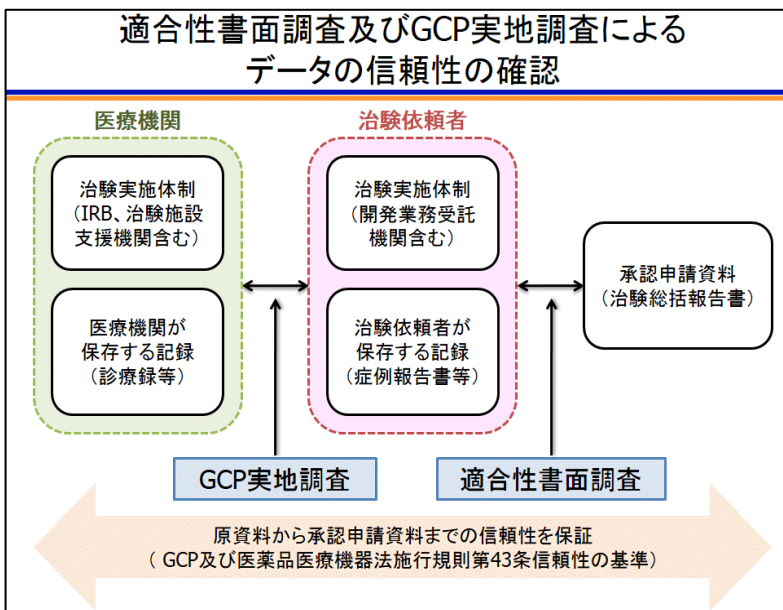 適合性書面調査及びGCP実地調査による
データの信頼性の確認
医療機関
治験依頼者
治験実施体制
（IRB、治験施設
支援機関含む）
治験実施体制
（開発業務受託
機関含む）
承認申請資料
（治験総括報告書）
医療機関が
保存する記録
（診療録等）
治験依頼者が
保存する記録
（症例報告書等）
GCP実地調査
適合性書面調査
原資料から承認申請資料までの信頼性を保証
（ GCP及び医薬品医療機器法施行規則第43条信頼性の基準）